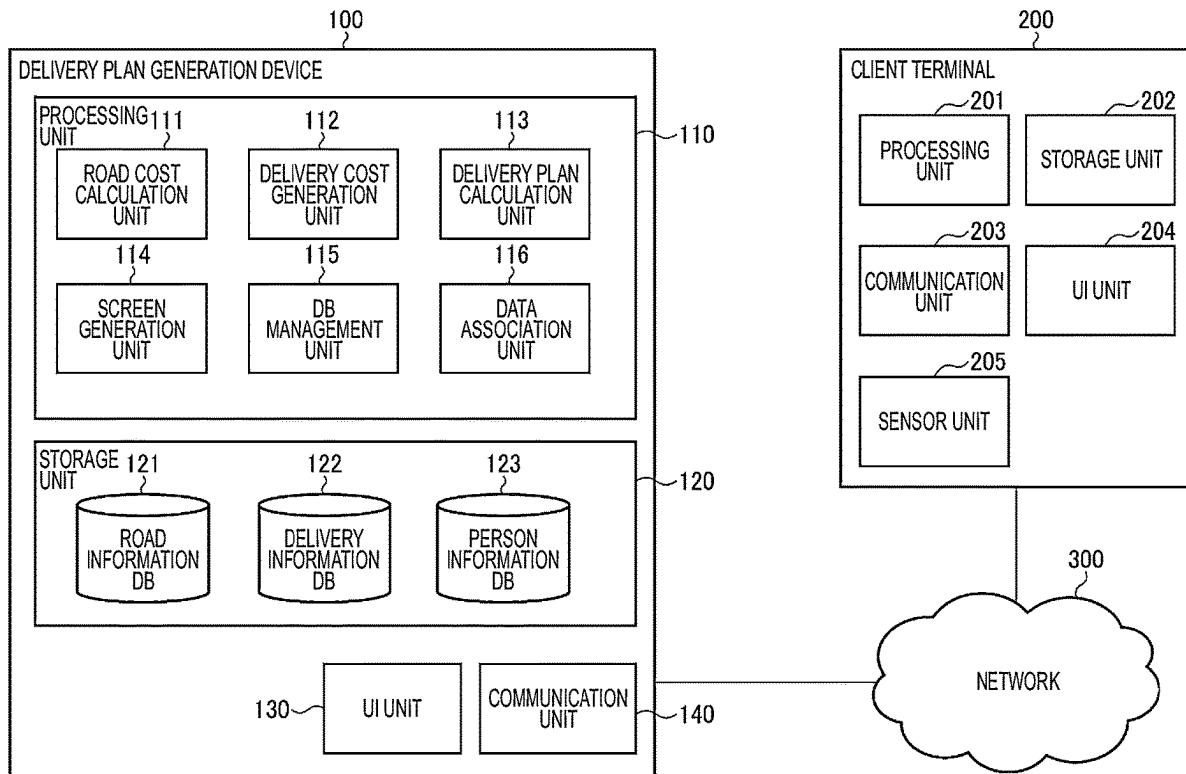 100
DELIVERY PLAN GENERATION DEVICE
PROCESSING
UNIT
110
111
ROAD COST
CALCULATION
UNIT
112
DELIVERY COST
GENERATION
UNIT
113
DELIVERY PLAN
CALCULATION
UNIT
114
SCREEN
GENERATION
UNIT
115
DB
MANAGEMENT
UNIT
116
DATA
ASSOCIATION
UNIT
STORAGE
UNIT
120
121
ROAD
INFORMATION
DB
122
DELIVERY
INFORMATION
DB
123
PERSON
INFORMATION
DB
130
UI UNIT
COMMUNICATION
UNIT
140
200
CLIENT TERMINAL
201
PROCESSING
UNIT
202
STORAGE UNIT
203
COMMUNICATION
UNIT
204
UI UNIT
205
SENSOR UNIT
300
NETWORK